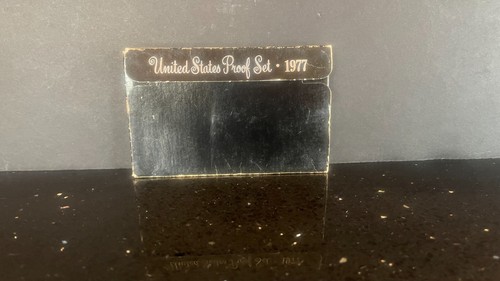 United States Proof Set · 1977